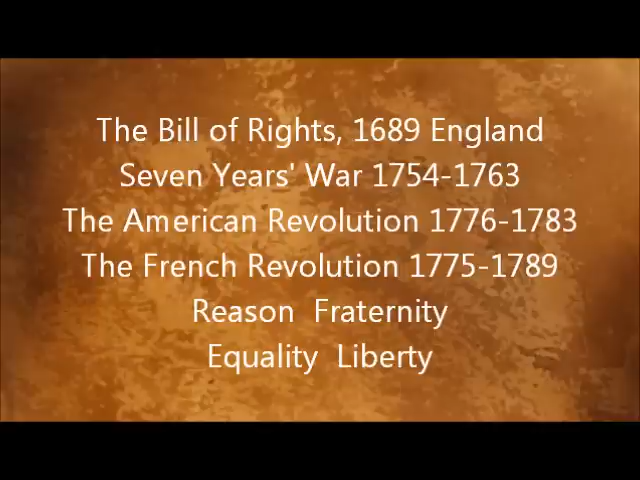 The Bill of Rights, 1689 England
Seven Years' War 1754-1763
The American Revolution 1776-1783
The French Revolution 1775-1789
Reason  Fraternity
Equality  Liberty